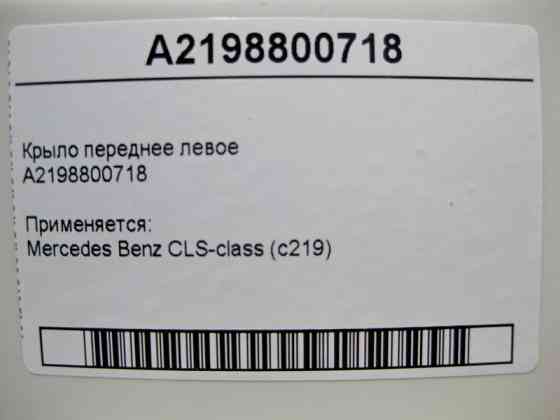 A2198800718
Крыло переднее левое
A2198800718
Применяется:
Mercedes Benz CLS-class (c219)